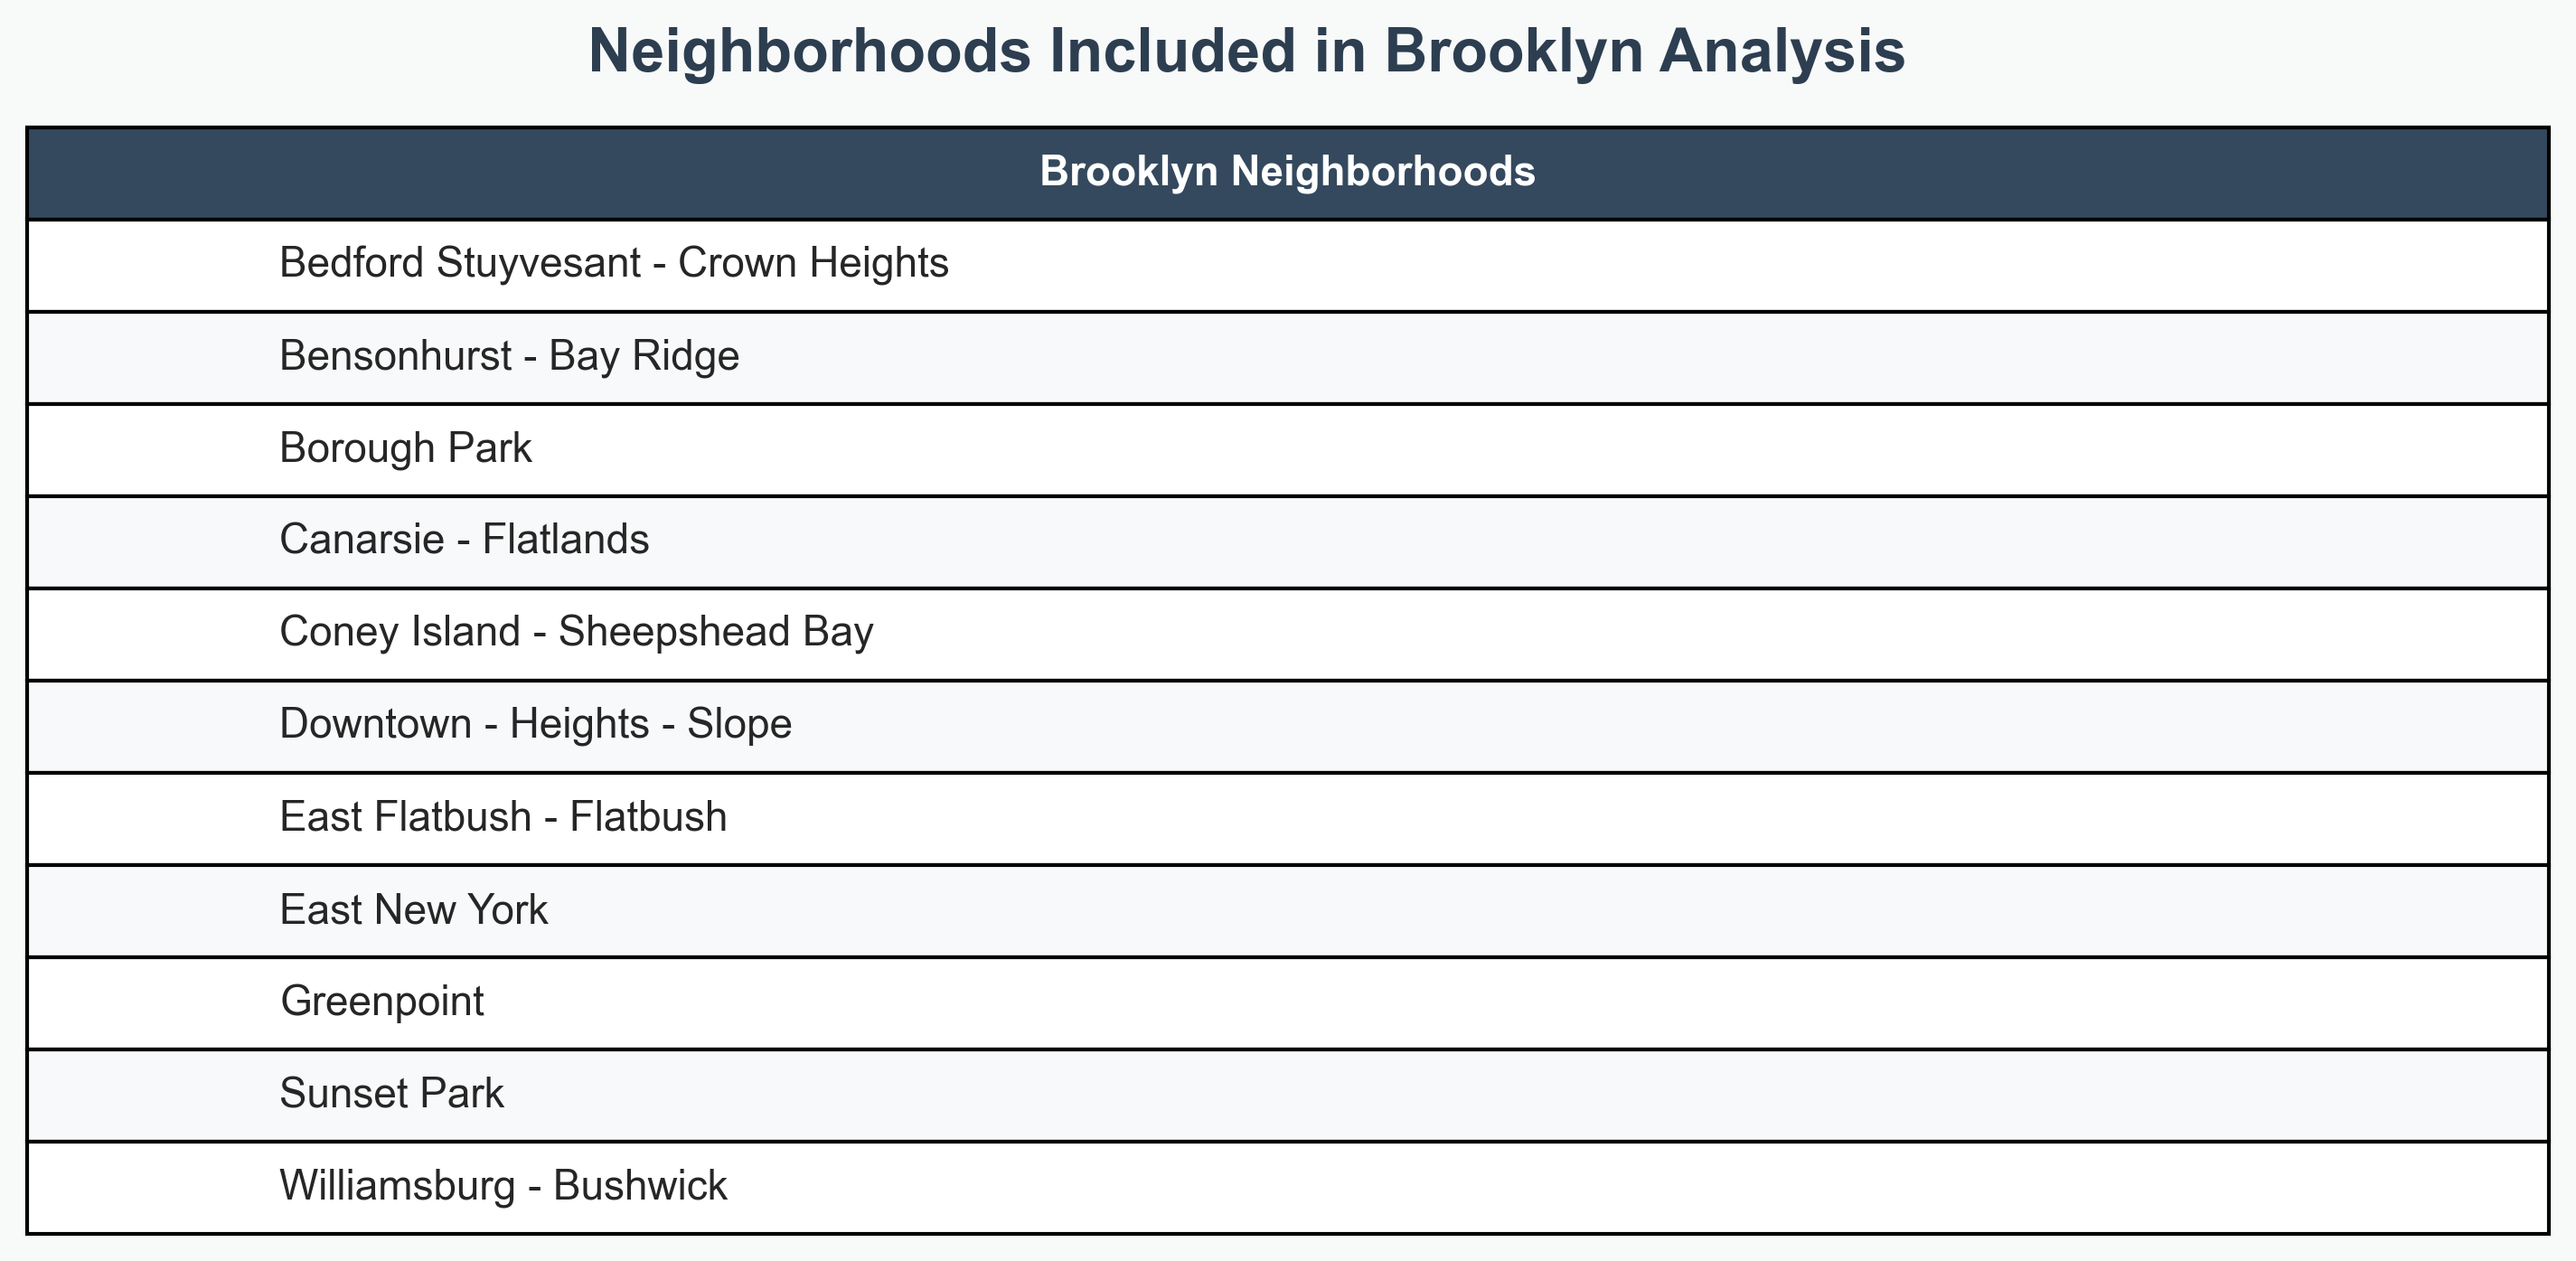 Neighborhoods Included in Brooklyn Analysis
Brooklyn Neighborhoods
Bedford Stuyvesant - Crown Heights
Bensonhurst - Bay Ridge
Borough Park
Canarsie - Flatlands
Coney Island - Sheepshead Bay
Downtown - Heights - Slope
East Flatbush - Flatbush
East New York
Greenpoint
Sunset Park
Williamsburg - Bushwick